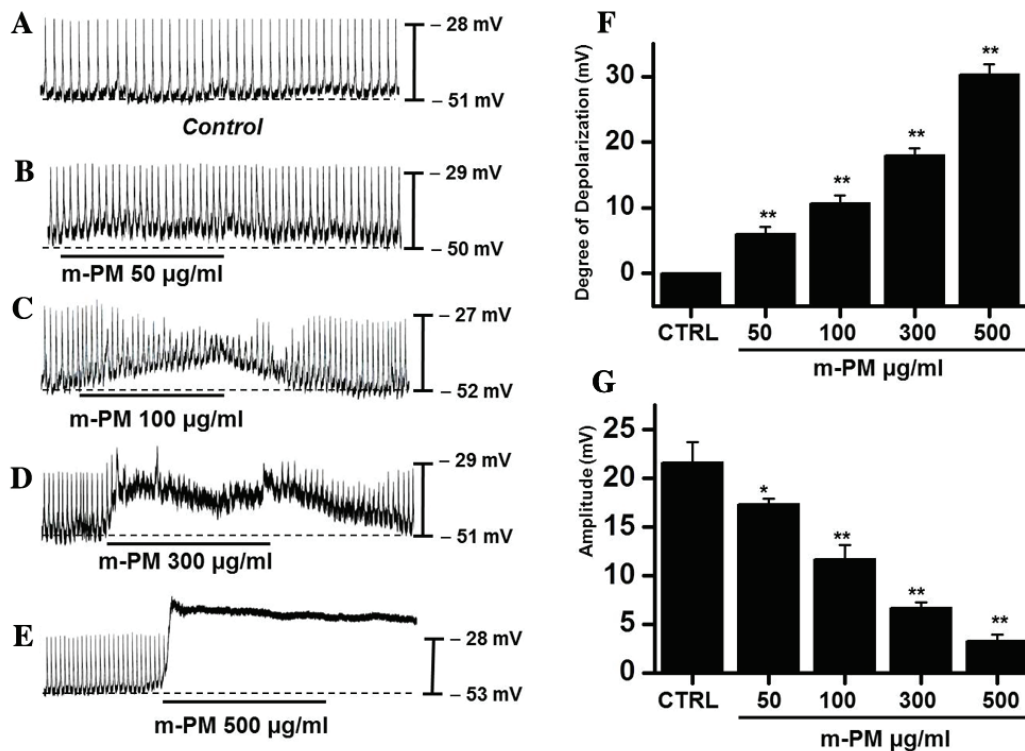 A
– 28 mV
– 51 mV
Control
B
– 29 mV
– 50 mV
m-PM 50 µg/ml
C
– 27 mV
– 52 mV
m-PM 100 µg/ml
D
– 29 mV
– 51 mV
m-PM 300 µg/ml
E
– 28 mV
– 53 mV
m-PM 500 µg/ml
F
Degree of Depolarization (mV)
30
20
10
0
**
**
**
**
CTRL 50 100 300 500
m-PM µg/ml
G
Amplitude (mV)
25
20
15
10
5
0
*
**
**
**
CTRL 50 100 300 500
m-PM µg/ml